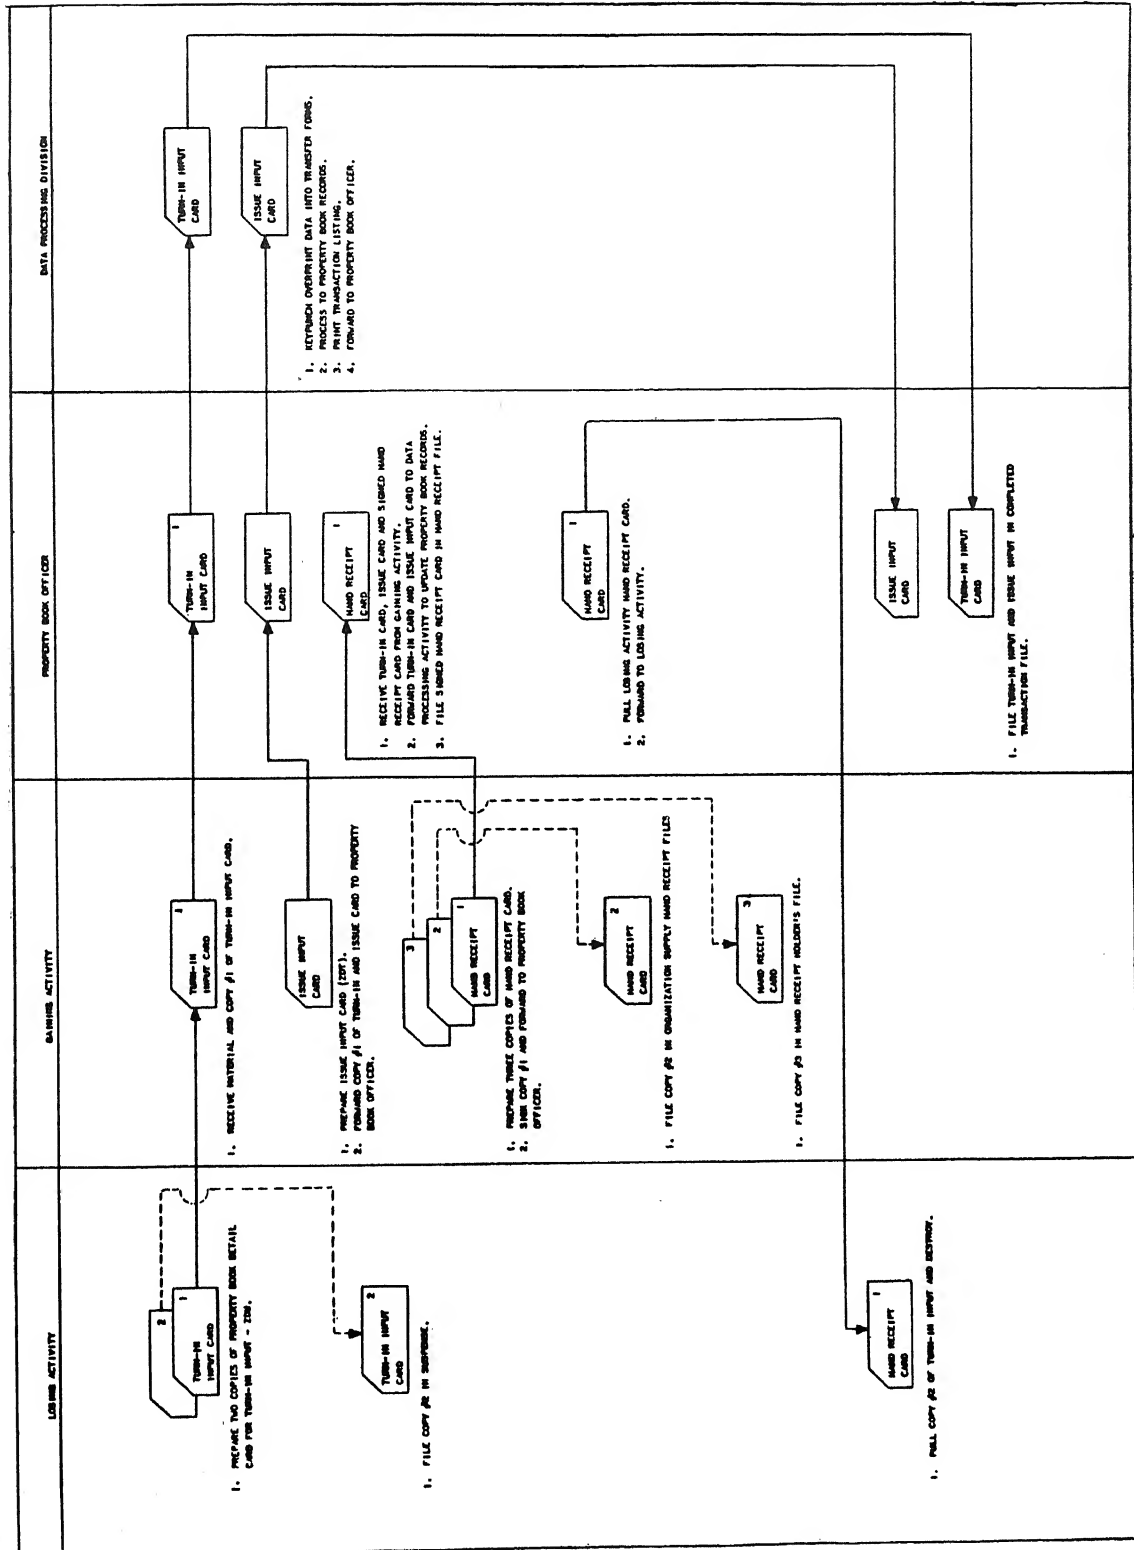 LOSING ACTIVITY
2
1
TURN-IN
INPUT CARD
1. PREPARE TWO COPIES OF PROPERTY BOOK DETAIL
CARD FOR TURN-IN INPUT - ZDW.
2
TURN-IN INPUT
CARD
1. FILE COPY #2 IN SUSPENSE.
1
HAND RECEIPT
CARD
1. PULL COPY #2 OF TURN-IN INPUT AND DESTROY.
GAINING ACTIVITY
1
TURN-IN
INPUT CARD
1. RECEIVE MATERIAL AND COPY #1 OF TURN-IN INPUT CARD.
ISSUE INPUT
CARD
1. PREPARE ISSUE INPUT CARD (ZDT).
2. FORWARD COPY #1 OF TURN-IN AND ISSUE CARD TO PROPERTY
BOOK OFFICER.
3
2
1
HAND RECEIPT
CARD
1. PREPARE THREE COPIES OF HAND RECEIPT CARD.
2. SIGN COPY #1 AND FORWARD TO PROPERTY BOOK
OFFICER.
2
HAND RECEIPT
CARD
1. FILE COPY #2 IN ORGANIZATION SUPPLY HAND RECEIPT FILES
3
HAND RECEIPT
CARD
1. FILE COPY #3 IN HAND RECEIPT HOLDER'S FILE.
PROPERTY BOOK OFFICER
1
TURN-IN
INPUT CARD
ISSUE INPUT
CARD
1
HAND RECEIPT
CARD
1. RECEIVE TURN-IN CARD, ISSUE CARD AND SIGNED HAND
RECEIPT CARD FROM GAINING ACTIVITY.
2. FORWARD TURN-IN CARD AND ISSUE INPUT CARD TO DATA
PROCESSING ACTIVITY TO UPDATE PROPERTY BOOK RECORDS.
3. FILE SIGNED HAND RECEIPT CARD IN HAND RECEIPT FILE.
1
HAND RECEIPT
CARD
1. PULL LOSING ACTIVITY HAND RECEIPT CARD.
2. FORWARD TO LOSING ACTIVITY.
ISSUE INPUT
CARD
TURN-IN INPUT
CARD
1. FILE TURN-IN INPUT AND ISSUE INPUT IN COMPLETED
TRANSACTION FILE.
DATA PROCESSING DIVISION
TURN-IN INPUT
CARD
ISSUE INPUT
CARD
1. KEYPUNCH OVERPRINT DATA INTO TRANSFER FORMS.
2. PROCESS TO PROPERTY BOOK RECORDS.
3. PRINT TRANSACTION LISTING.
4. FORWARD TO PROPERTY BOOK OFFICER.